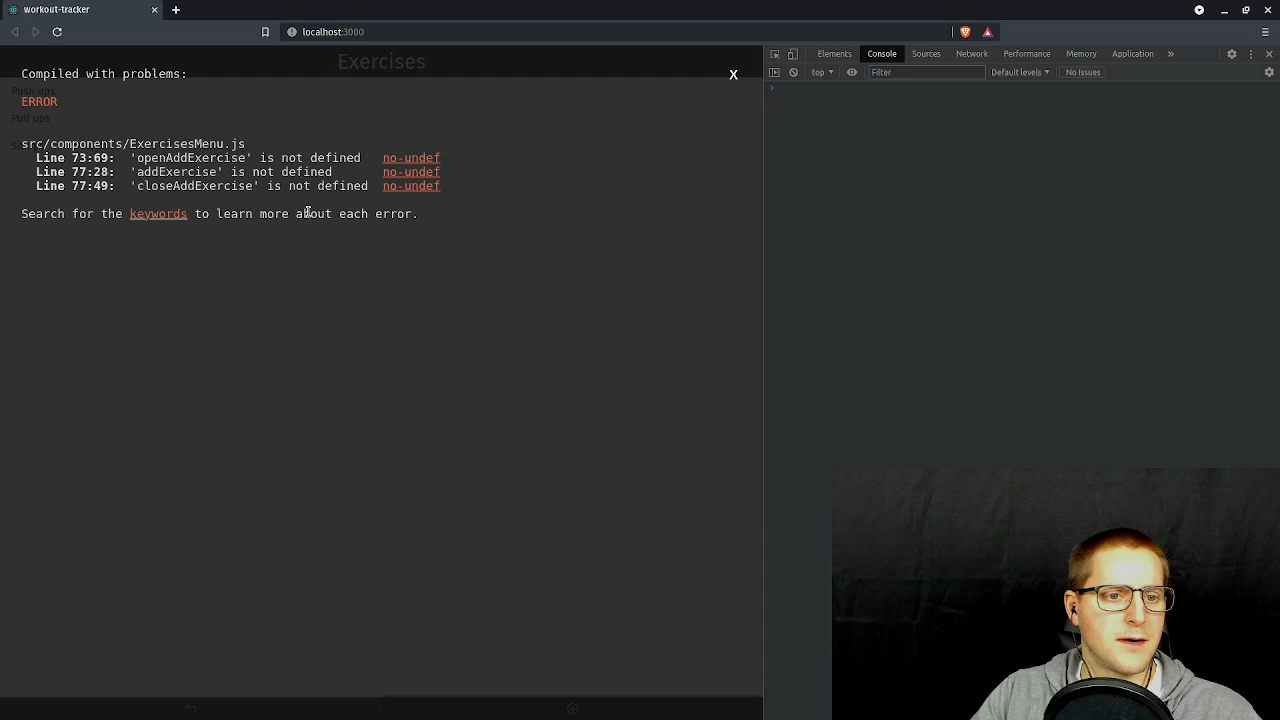 workout-tracker
localhost:3000
Exercises
Push ups
Pull ups
Compiled with problems:
X
ERROR
src/components/ExercisesMenu.js
Line 73:69: 'openAddExercise' is not defined no-undef
Line 77:28: 'addExercise' is not defined no-undef
Line 77:49: 'closeAddExercise' is not defined no-undef
Search for the keywords to learn more about each error.
Elements Console Sources Network Performance Memory Application »
top Filter Default levels No Issues